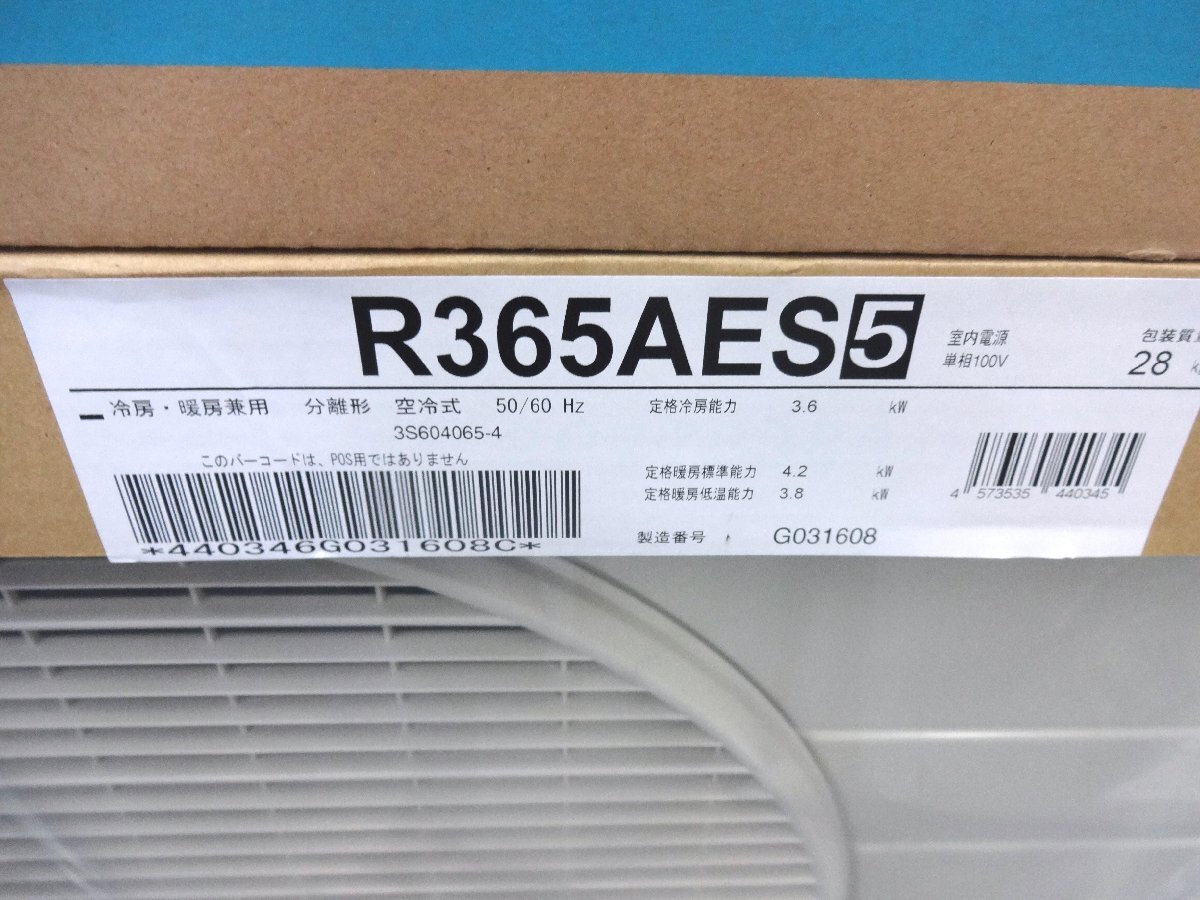 R365AES5
室内電源
単相100V
包装質量
28 kg
冷房・暖房兼用 分離形 空冷式 50/60 Hz
3S604065-4
このバーコードは、POS用ではありません
*440346G031608C*
定格冷房能力 3.6 kW
定格暖房標準能力 4.2 kW
定格暖房低温能力 3.8 kW
製造番号 G031608
4 573535 440345